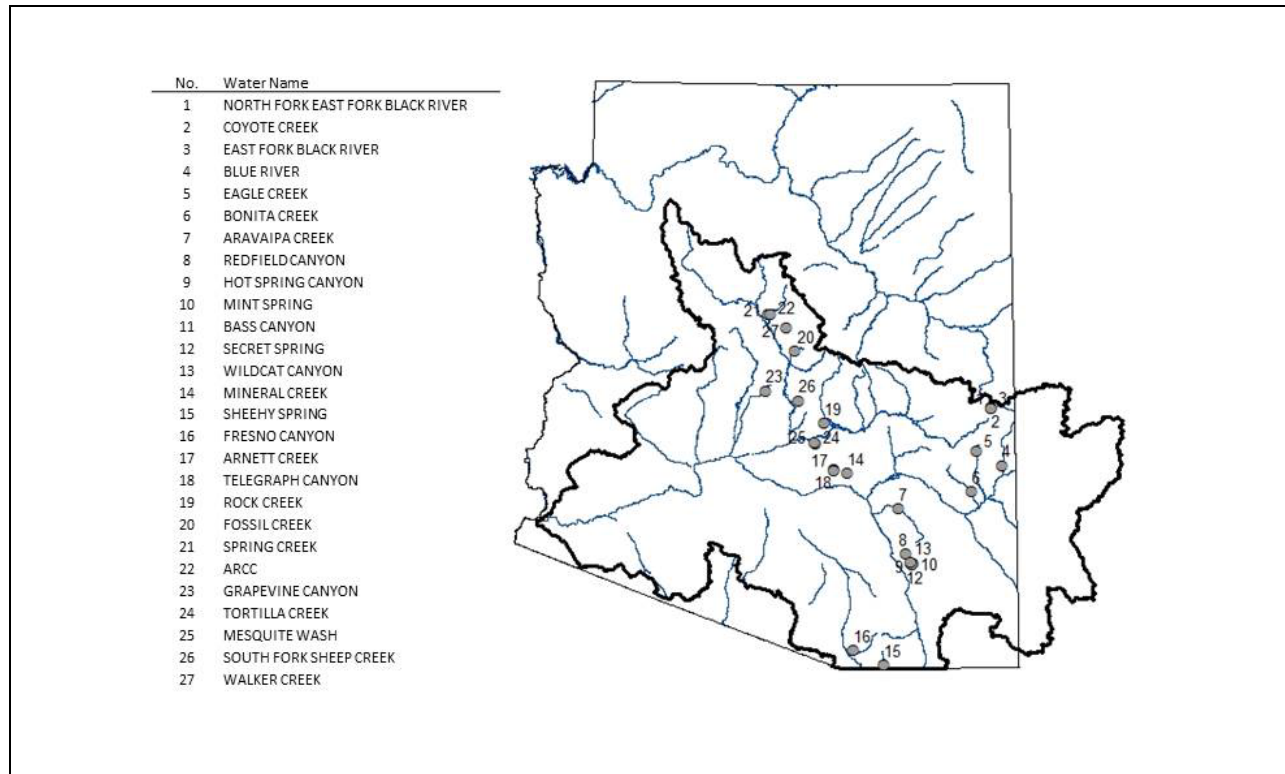 No. Water Name
1 NORTH FORK EAST FORK BLACK RIVER
2 COYOTE CREEK
3 EAST FORK BLACK RIVER
4 BLUE RIVER
5 EAGLE CREEK
6 BONITA CREEK
7 ARAVAIPA CREEK
8 REDFIELD CANYON
9 HOT SPRING CANYON
10 MINT SPRING
11 BASS CANYON
12 SECRET SPRING
13 WILDCAT CANYON
14 MINERAL CREEK
15 SHEEHY SPRING
16 FRESNO CANYON
17 ARNETT CREEK
18 TELEGRAPH CANYON
19 ROCK CREEK
20 FOSSIL CREEK
21 SPRING CREEK
22 ARCC
23 GRAPEVINE CANYON
24 TORTILLA CREEK
25 MESQUITE WASH
26 SOUTH FORK SHEEP CREEK
27 WALKER CREEK
21 22
27
20
23
26
3
19
2
25 24
5
4
17 14
18
6
7
8 13
9 10
12
16
15